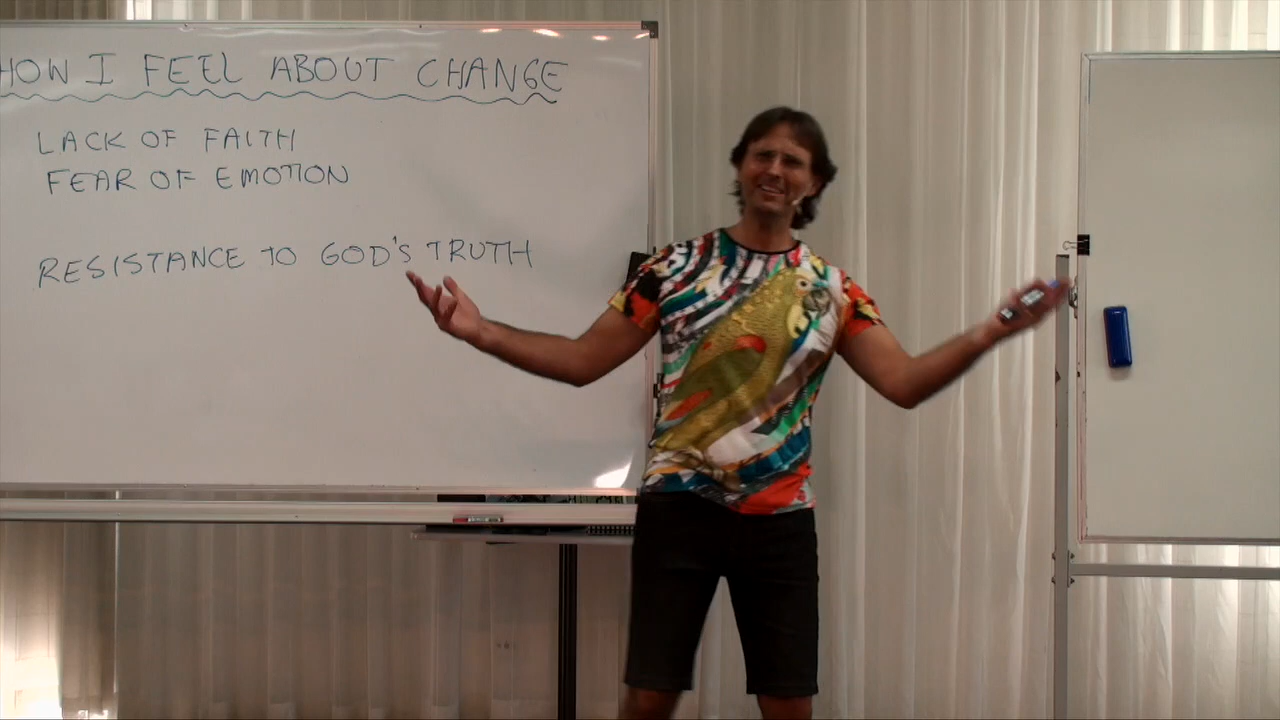 HOW I FEEL ABOUT CHANGE
LACK OF FAITH
FEAR OF EMOTION
RESISTANCE TO GOD'S TRUTH